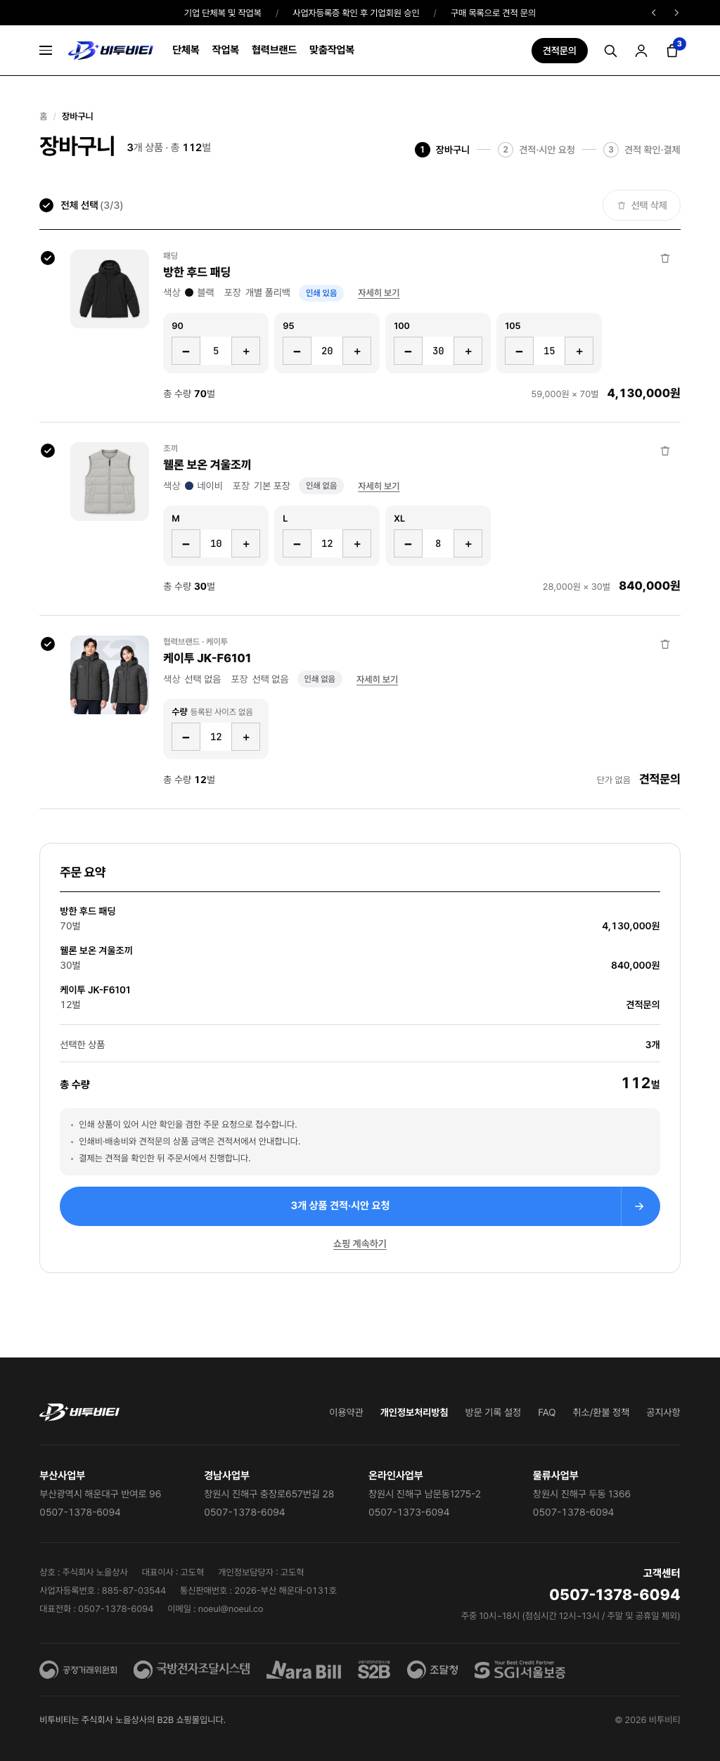 기업 단체복 및 작업복 / 사업자등록증 확인 후 기업회원 승인 / 구매 목록으로 견적 문의
비투비티 단체복 작업복 협력브랜드 맞춤작업복 견적문의 3
홈 / 장바구니
장바구니 3개 상품 · 총 112벌
1 장바구니 2 견적·시안 요청 3 견적 확인·결제
전체 선택 (3/3) 선택 삭제
패딩
방한 후드 패딩
색상 블랙 포장 개별 폴리백 인쇄 있음 자세히 보기
90 95 100 105
− 5 + − 20 + − 30 + − 15 +
총 수량 70벌 59,000원 × 70벌 4,130,000원
조끼
웰론 보온 겨울조끼
색상 네이비 포장 기본 포장 인쇄 없음 자세히 보기
M L XL
− 10 + − 12 + − 8 +
총 수량 30벌 28,000원 × 30벌 840,000원
협력브랜드 · 케이투
케이투 JK-F6101
색상 선택 없음 포장 선택 없음 인쇄 없음 자세히 보기
수량 등록된 사이즈 없음
− 12 +
총 수량 12벌 단가 없음 견적문의
주문 요약
방한 후드 패딩
70벌 4,130,000원
웰론 보온 겨울조끼
30벌 840,000원
케이투 JK-F6101
12벌 견적문의
선택한 상품 3개
총 수량 112벌
• 인쇄 상품이 있어 시안 확인을 겸한 주문 요청으로 접수합니다.
• 인쇄비·배송비와 견적문의 상품 금액은 견적서에서 안내합니다.
• 결제는 견적을 확인한 뒤 주문서에서 진행합니다.
3개 상품 견적·시안 요청 →
쇼핑 계속하기
비투비티 이용약관 개인정보처리방침 방문 기록 설정 FAQ 취소/환불 정책 공지사항
부산사업부 경남사업부 온라인사업부 물류사업부
부산광역시 해운대구 반여로 96 창원시 진해구 충장로657번길 28 창원시 진해구 남문동1275-2 창원시 진해구 두동 1366
0507-1378-6094 0507-1378-6094 0507-1373-6094 0507-1378-6094
상호 : 주식회사 노을상사 대표이사 : 고도혁 개인정보담당자 : 고도혁
사업자등록번호 : 885-87-03544 통신판매번호 : 2026-부산 해운대-0131호
대표전화 : 0507-1378-6094 이메일 : noeul@noeul.co
고객센터
0507-1378-6094
주중 10시~18시 (점심시간 12시~13시 / 주말 및 공휴일 제외)
공정거래위원회 국방전자조달시스템 Nara Bill S2B 조달청 Your Best Credit Partner SGI서울보증
비투비티는 주식회사 노을상사의 B2B 쇼핑몰입니다. © 2026 비투비티